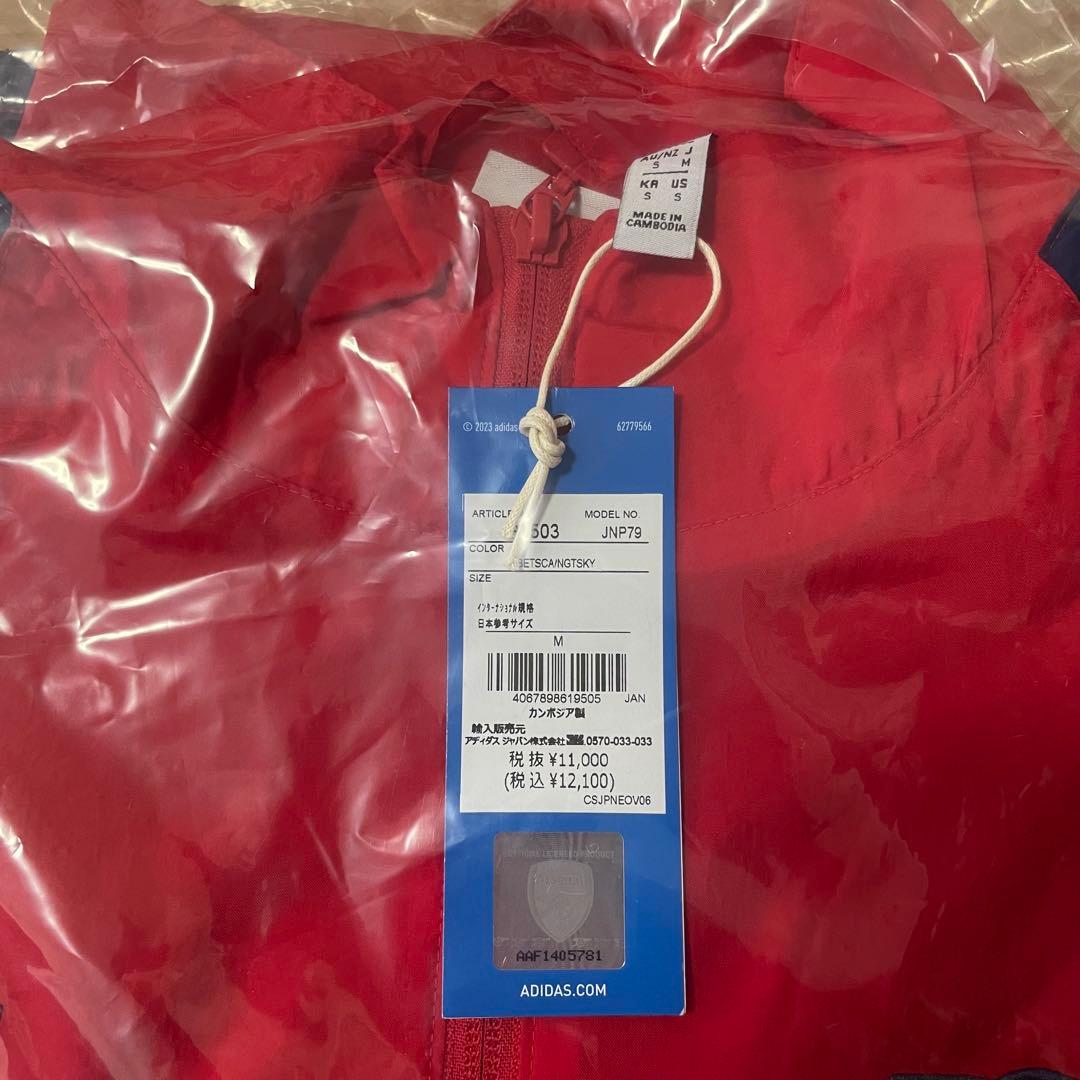 AU/NZ J
S M
KR US
S S
MADE IN
CAMBODIA
© 2023 adidas
62779566
ARTICLE
MODEL NO.
503
JNP79
COLOR
BETSCA/NGTSKY
SIZE
インターナショナル規格
日本参考サイズ
M
4067898619505 JAN
カンボジア製
輸入販売元
アディダス ジャパン株式会社 0570-033-033
税抜 ¥11,000
(税込 ¥12,100)
CSJPNEOV06
OFFICIAL LICENSED PRODUCT
AAF1405781
ADIDAS.COM